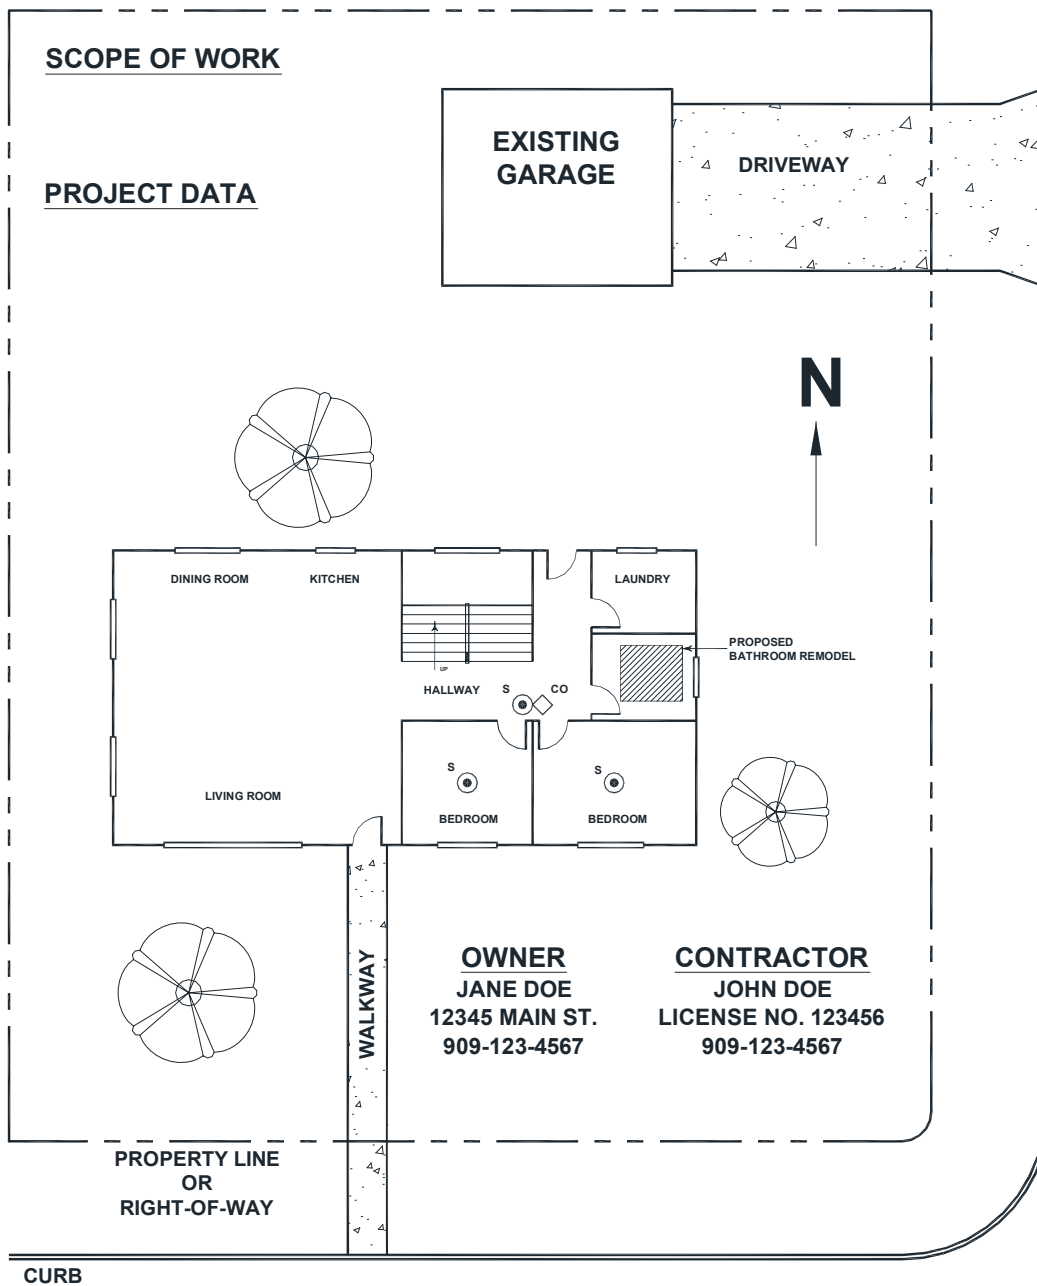 SCOPE OF WORK
EXISTING
GARAGE
DRIVEWAY
PROJECT DATA
N
DINING ROOM
KITCHEN
LAUNDRY
PROPOSED
BATHROOM REMODEL
UP
HALLWAY
S
CO
S
S
LIVING ROOM
BEDROOM
BEDROOM
WALKWAY
OWNER
JANE DOE
12345 MAIN ST.
909-123-4567
CONTRACTOR
JOHN DOE
LICENSE NO. 123456
909-123-4567
PROPERTY LINE
OR
RIGHT-OF-WAY
CURB